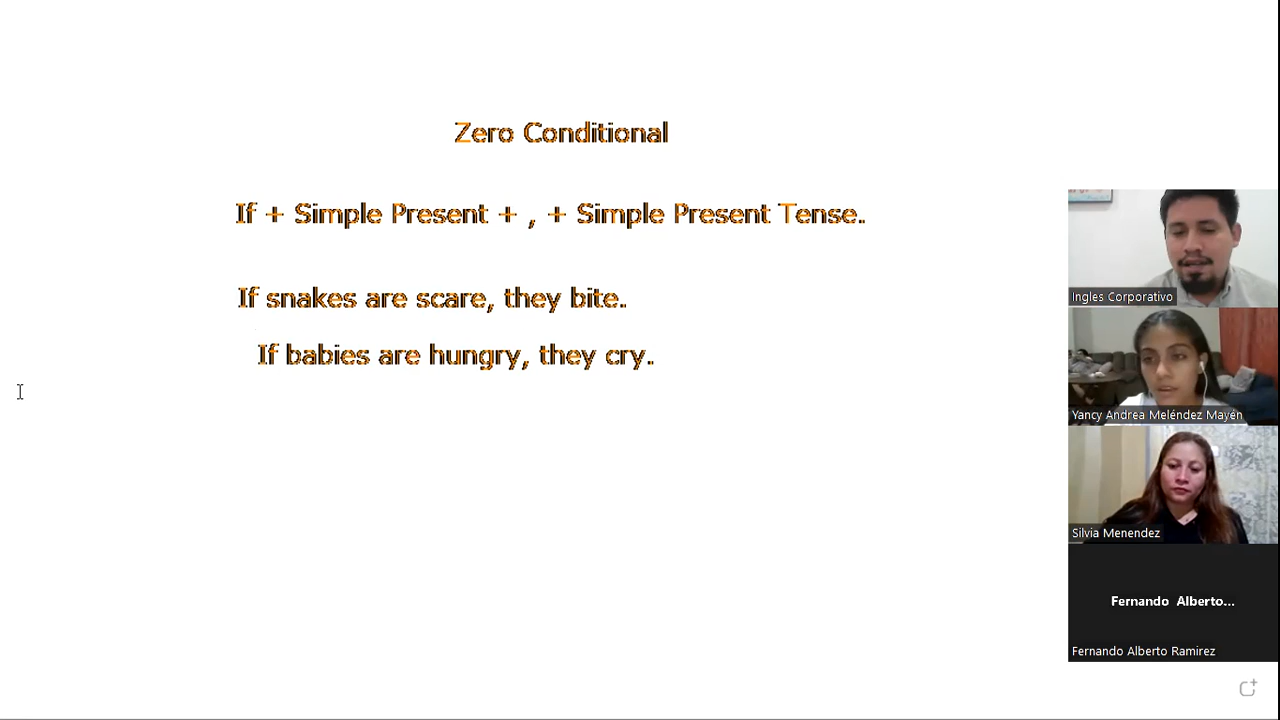 Zero Conditional
If + Simple Present + , + Simple Present Tense.
If snakes are scare, they bite.
If babies are hungry, they cry.
Ingles Corporativo
Yancy Andrea Meléndez Mayén
Silvia Menendez
Fernando Alberto...
Fernando Alberto Ramirez